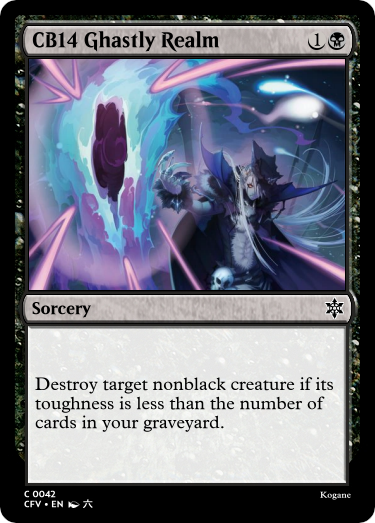 CB14 Ghastly Realm 1
Sorcery
Destroy target nonblack creature if its
toughness is less than the number of
cards in your graveyard.
C 0042
CFV • EN 六
Kogane